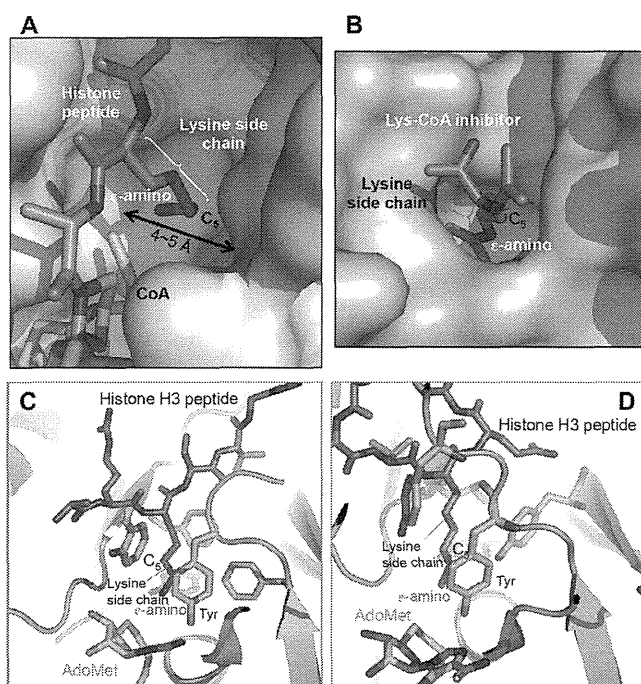 A
Histone
peptide
Lysine side
chain
ε-amino
C₅
4~5 Å
CoA
B
Lys-CoA inhibitor
Lysine
side chain
C₅
ε-amino
C
Histone H3 peptide
C₅
Lysine
side chain
ε-amino
Tyr
AdoMet
D
Histone H3 peptide
Lysine
side chain
C₅
Tyr
ε-amino
AdoMet